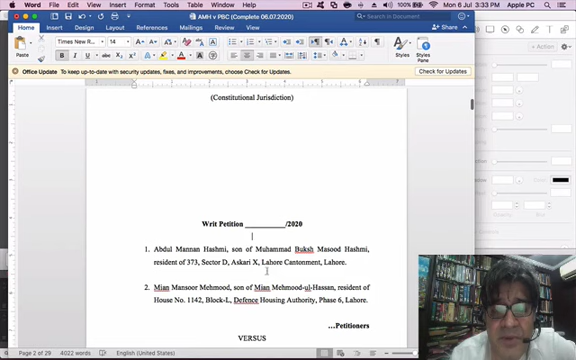 Word File Edit View Insert Format Tools Table Window Help
100%
Mon 6 Jul 3:33 PM Apple PC
AMH v PBC (Complete 06.07.2020)
Search in Document
Home Insert Design Layout References Mailings Review View
Share
Paste
Times New R...
14
Styles
Styles Pane
Action
Office Update To keep up-to-date with security updates, fixes, and improvements, choose Check for Updates.
Check for Updates
(Constitutional Jurisdiction)
Writ Petition __________/2020
1. Abdul Mannan Hashmi, son of Muhammad Buksh Masood Hashmi,
resident of 373, Sector D, Askari X, Lahore Cantonment, Lahore.
2. Mian Mansoor Mehmood, son of Mian Mehmood-ul-Hassan, resident of
House No. 1142, Block-L, Defence Housing Authority, Phase 6, Lahore.
...Petitioners
VERSUS
Page 2 of 29 4022 words English (United States)